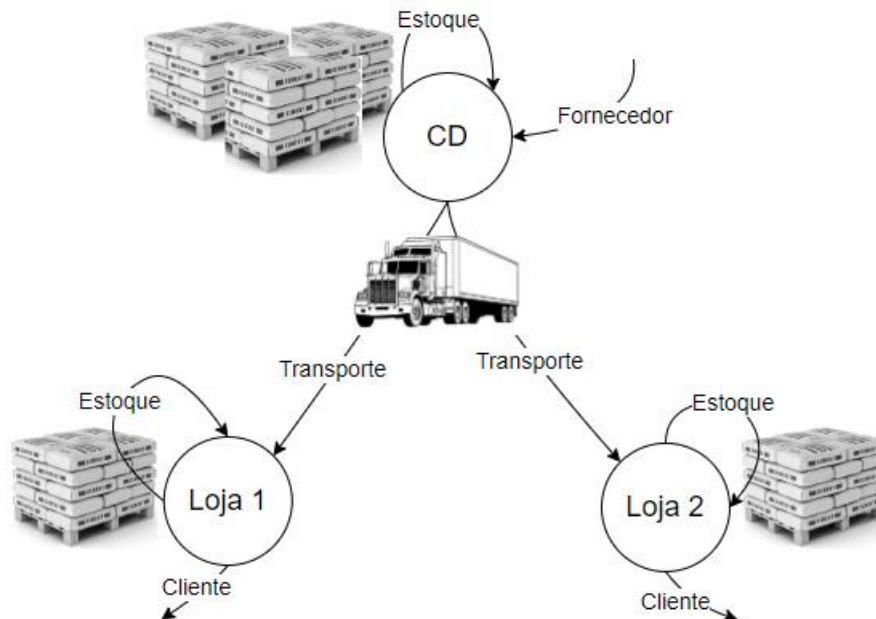 Estoque
Fornecedor
CD
Transporte
Transporte
Estoque
Estoque
Loja 1
Loja 2
Cliente
Cliente